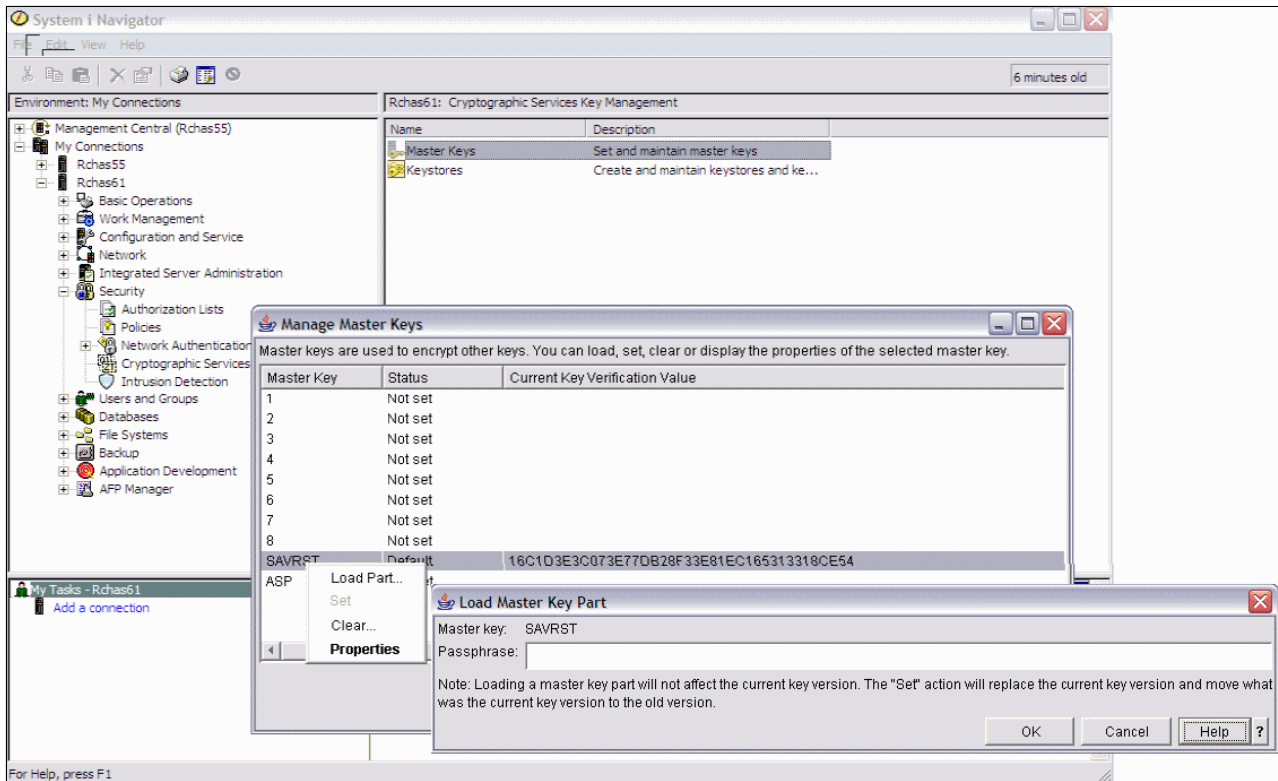 System i Navigator
File Edit View Help
6 minutes old
Environment: My Connections
Rchas61: Cryptographic Services Key Management
Management Central (Rchas55)
My Connections
Rchas55
Rchas61
Basic Operations
Work Management
Configuration and Service
Network
Integrated Server Administration
Security
Authorization Lists
Policies
Network Authentication
Cryptographic Services
Intrusion Detection
Users and Groups
Databases
File Systems
Backup
Application Development
AFP Manager
Name Description
Master Keys Set and maintain master keys
Keystores Create and maintain keystores and ke...
Manage Master Keys
Master keys are used to encrypt other keys. You can load, set, clear or display the properties of the selected master key.
Master Key Status Current Key Verification Value
1 Not set
2 Not set
3 Not set
4 Not set
5 Not set
6 Not set
7 Not set
8 Not set
SAVRST Default 16C1D3E3C073E77DB28F33E81EC165313318CE54
ASP
Load Part...
Set
Clear...
Properties
My Tasks - Rchas61
Add a connection
Load Master Key Part
Master key: SAVRST
Passphrase:
Note: Loading a master key part will not affect the current key version. The "Set" action will replace the current key version and move what
was the current key version to the old version.
OK Cancel Help ?
For Help, press F1